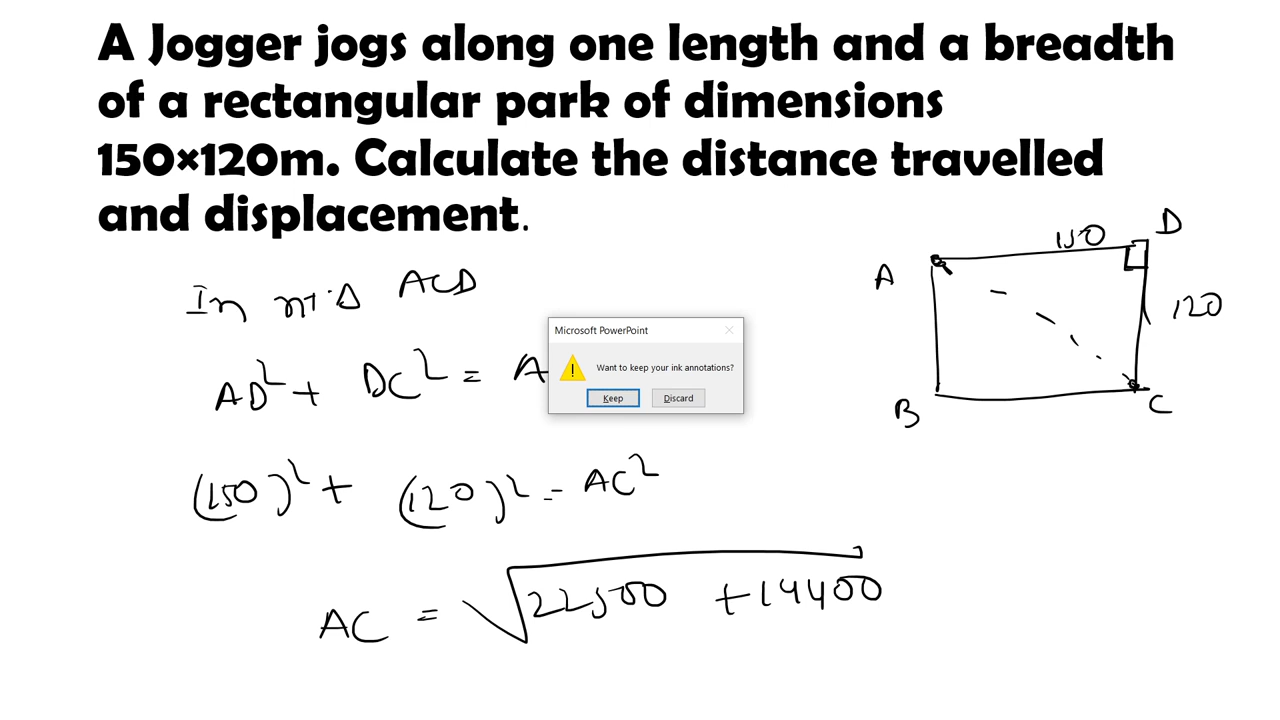 A Jogger jogs along one length and a breadth
of a rectangular park of dimensions
150×120m. Calculate the distance travelled
and displacement.
150
D
A
120
In rt.Δ ACD
Microsoft PowerPoint
Want to keep your ink annotations?
Keep Discard
AD² + DC² = A
B
C
(150)² + (120)² = AC²
AC = √22500 + 14400